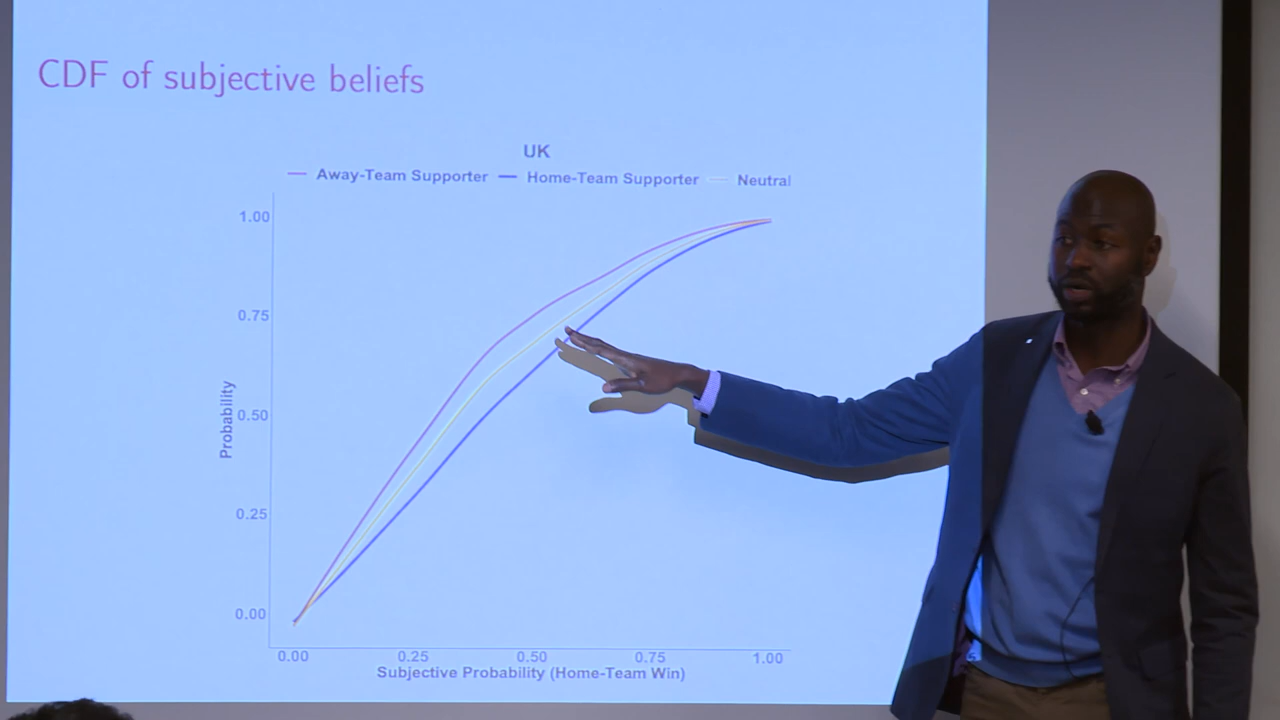 CDF of subjective beliefs
UK
Away-Team Supporter Home-Team Supporter Neutral
1.00
0.75
0.50
0.25
0.00
Probability
0.00 0.25 0.50 0.75 1.00
Subjective Probability (Home-Team Win)